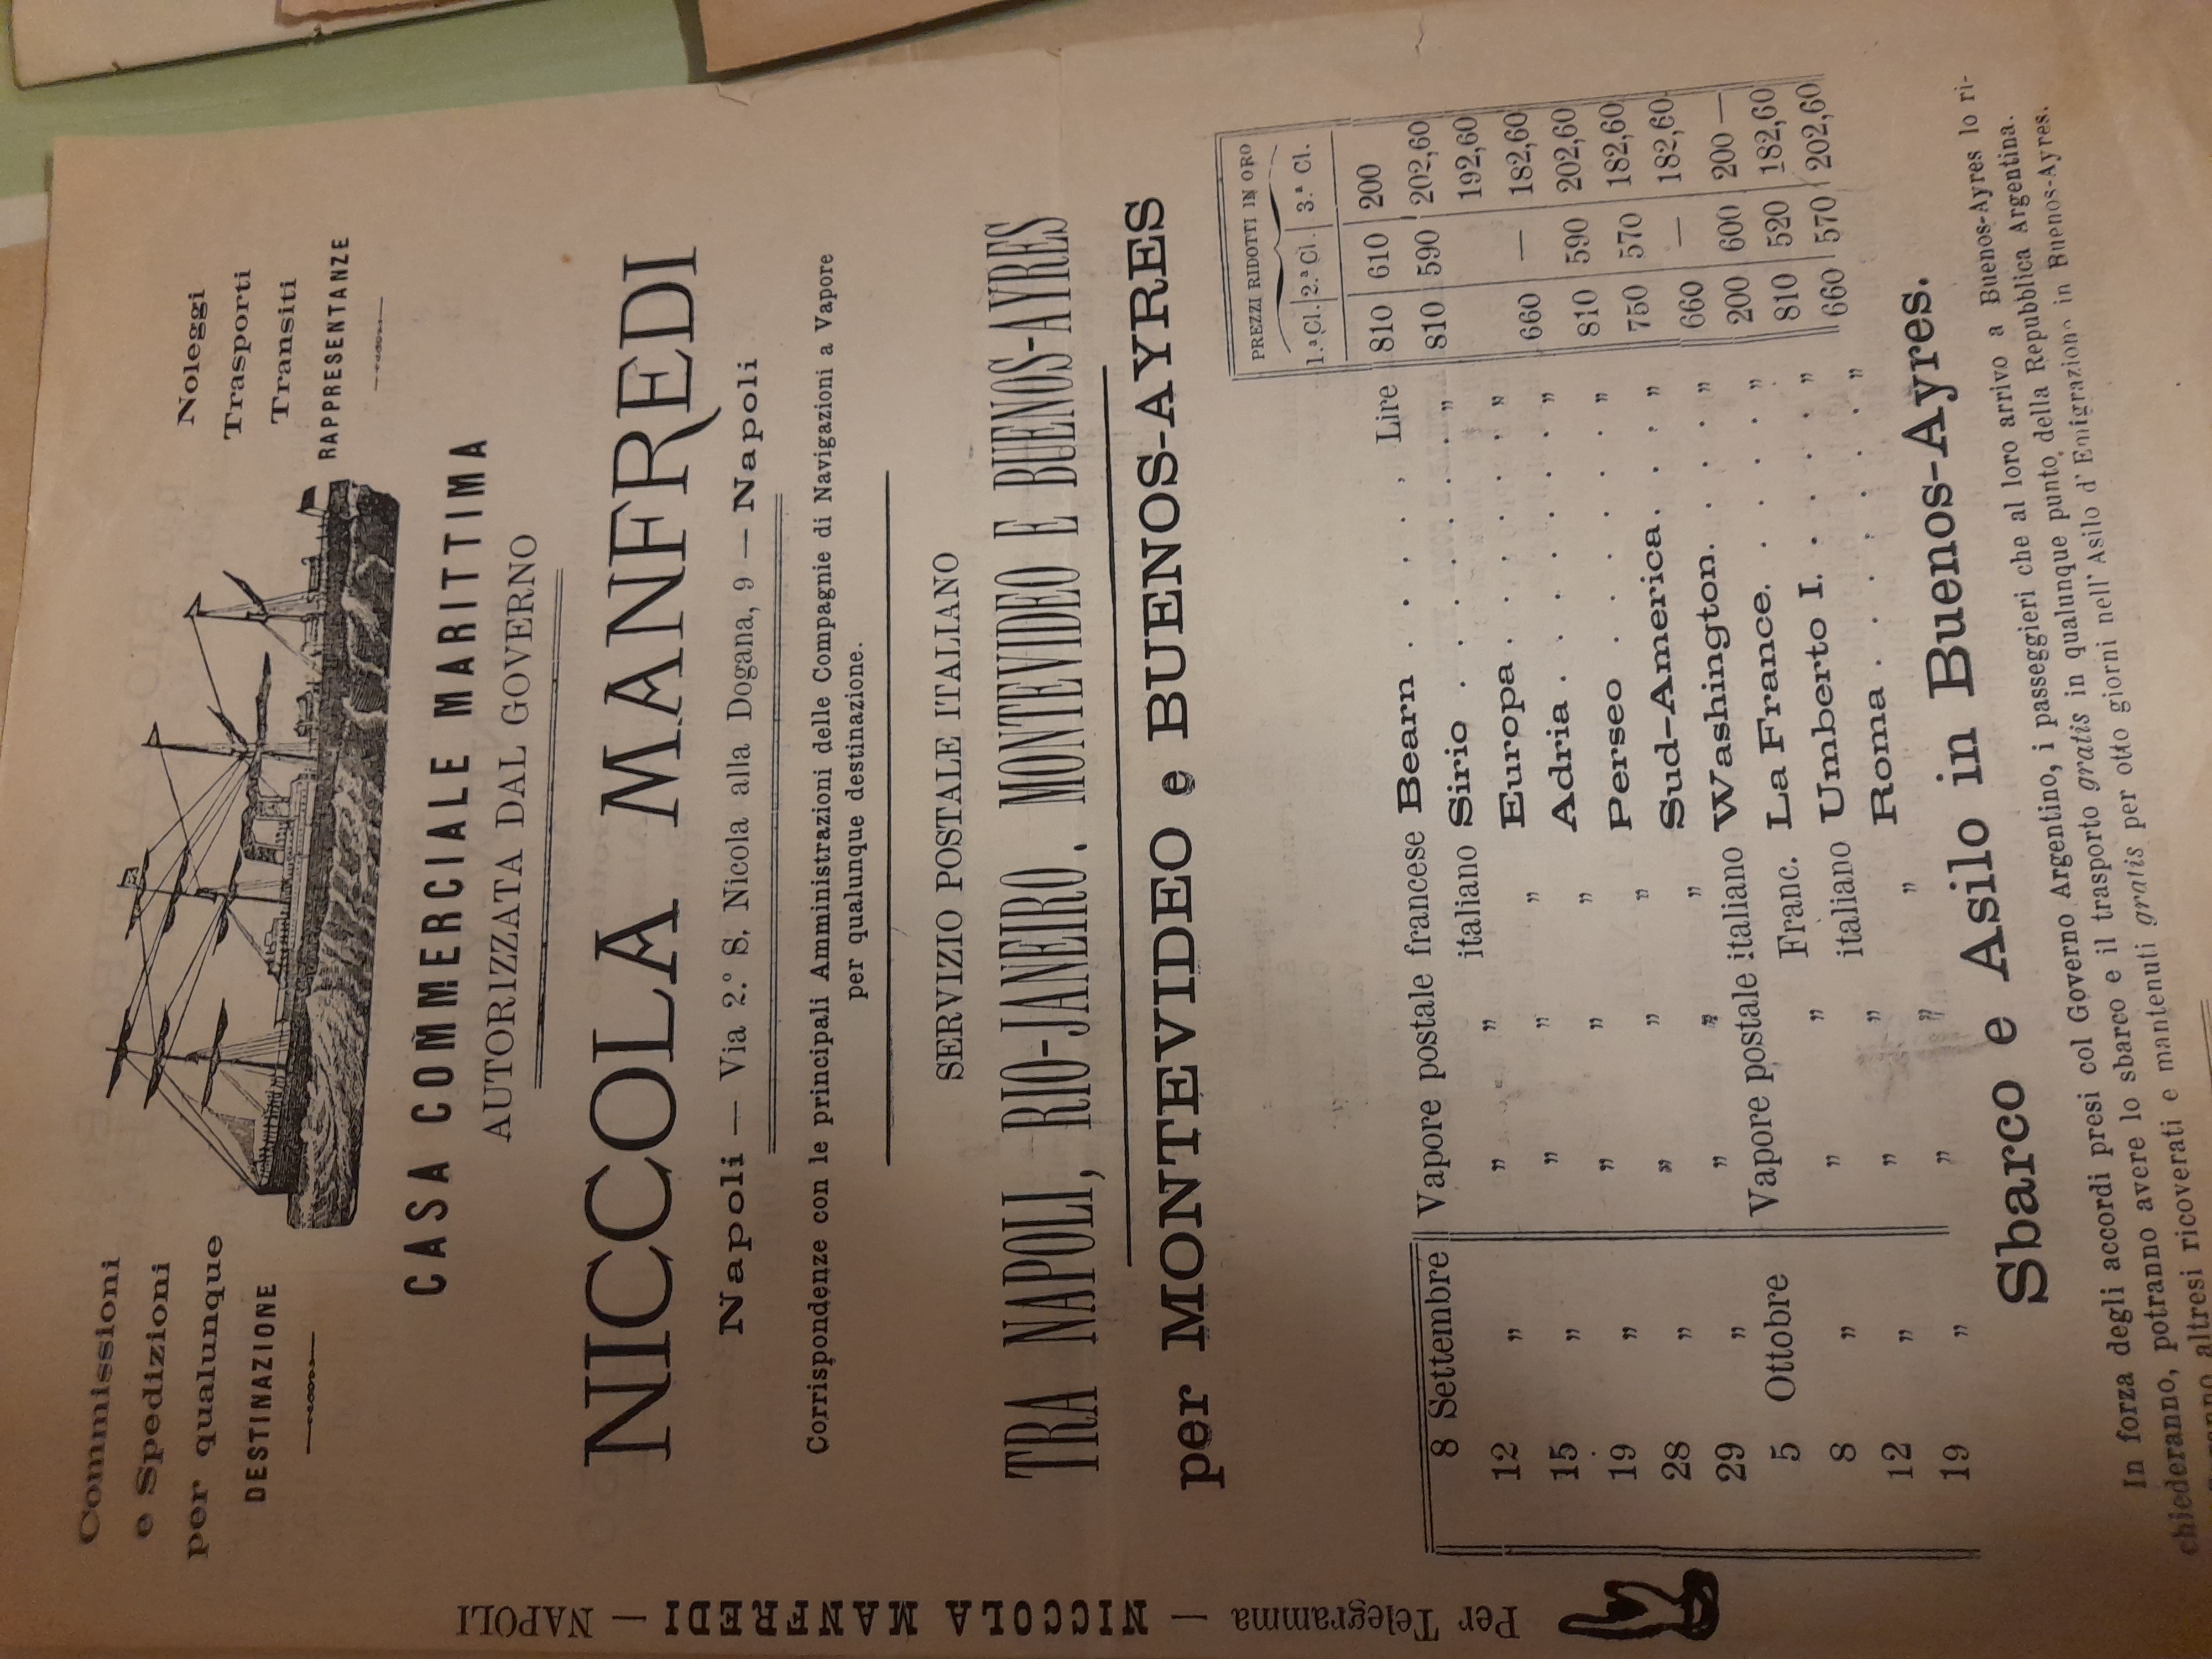 Commissioni
e Spedizioni
per qualunque
DESTINAZIONE
Noleggi
Trasporti
Transiti
RAPPRESENTANZE
CASA COMMERCIALE MARITTIMA
AUTORIZZATA DAL GOVERNO
NICCOLA MANFREDI
Napoli — Via 2.° S. Nicola alla Dogana, 9 — Napoli
Corrispondenze con le principali Amministrazioni delle Compagnie di Navigazioni a Vapore
per qualunque destinazione.
SERVIZIO POSTALE ITALIANO
TRA NAPOLI, RIO-JANEIRO. MONTEVIDEO E BUENOS-AYRES
per MONTEVIDEO e BUENOS-AYRES
PREZZI RIDOTTI IN ORO
1.ª Cl. 2.ª Cl. 3.ª Cl.
8 Settembre Vapore postale francese Bearn . . . . , Lire 810 610 200
12 „ „ „ italiano Sirio . . . . . „ 810 590 202,60
15 „ „ „ „ Europa . . . . . „ 192,60
19 „ „ „ „ Adria . . . . . „ 660 — 182,60
28 „ „ „ „ Perseo . . . . . „ 810 590 202,60
29 „ „ „ „ Sud-America . . . . „ 750 570 182,60
5 Ottobre Vapore postale italiano Washington . . . . „ 660 — 182,60
8 „ „ „ Franc. La France . . . . . „ 200 600 200 —
12 „ „ „ italiano Umberto I . . . . . „ 810 520 182,60
19 „ „ „ „ Roma . . . . . „ 660 570 202,60
Sbarco e Asilo in Buenos-Ayres.
In forza degli accordi presi col Governo Argentino, i passeggieri che al loro arrivo a Buenos-Ayres lo ri-
chiederanno, potranno avere lo sbarco e il trasporto gratis in qualunque punto della Repubblica Argentina.
altresì ricoverati e mantenuti gratis per otto giorni nell' Asilo d' Emigrazione in Buenos-Ayres.
Per Telegramma — NICCOLA MANFREDI — NAPOLI